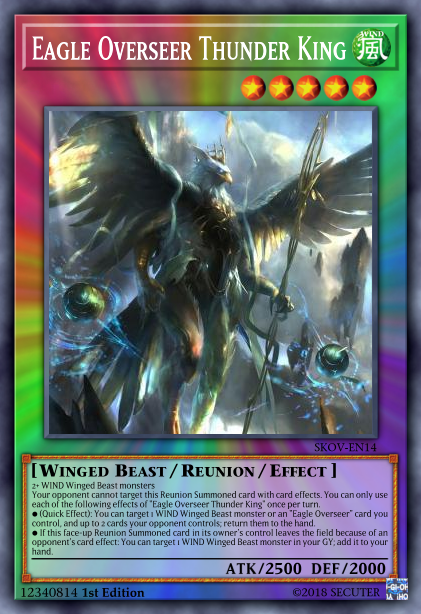 Eagle Overseer Thunder King
WIND
風
SKOV-EN14
[Winged Beast / Reunion / Effect ]
2+ WIND Winged Beast monsters
Your opponent cannot target this Reunion Summoned card with card effects. You can only use
each of the following effects of "Eagle Overseer Thunder King" once per turn.
●(Quick Effect): You can target 1 WIND Winged Beast monster or an "Eagle Overseer" card you
control, and up to 2 cards your opponent controls; return them to the hand.
● If this face-up Reunion Summoned card in its owner's control leaves the field because of an
opponent's card effect: You can target 1 WIND Winged Beast monster in your GY; add it to your
hand.
ATK/2500 DEF/2000
12340814 1st Edition
©2018 SECUTER